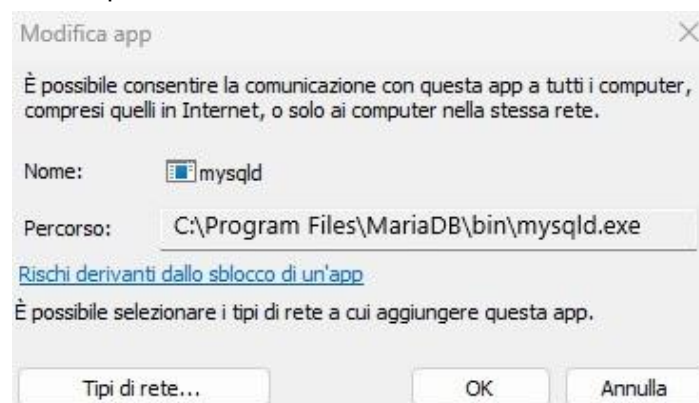 Modifica app
È possibile consentire la comunicazione con questa app a tutti i computer,
compresi quelli in Internet, o solo ai computer nella stessa rete.
Nome: mysqld
Percorso: C:\Program Files\MariaDB\bin\mysqld.exe
Rischi derivanti dallo sblocco di un'app
È possibile selezionare i tipi di rete a cui aggiungere questa app.
Tipi di rete... OK Annulla